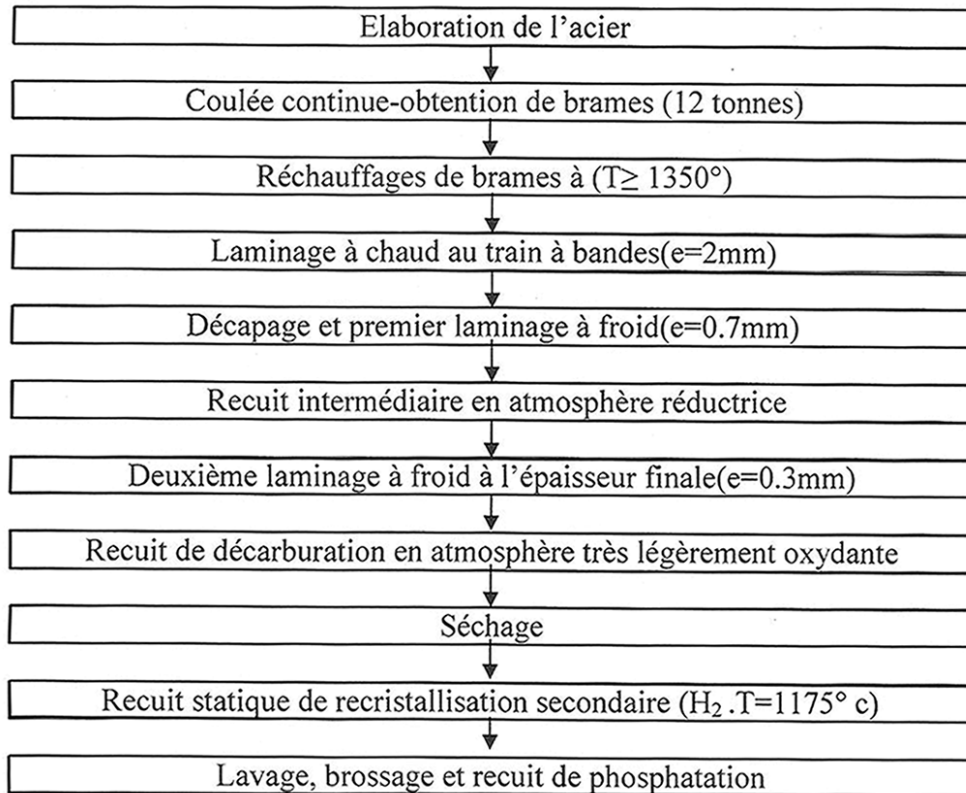 Elaboration de l'acier
Coulée continue-obtention de brames (12 tonnes)
Réchauffages de brames à (T≥ 1350°)
Laminage à chaud au train à bandes(e=2mm)
Décapage et premier laminage à froid(e=0.7mm)
Recuit intermédiaire en atmosphère réductrice
Deuxième laminage à froid à l'épaisseur finale(e=0.3mm)
Recuit de décarburation en atmosphère très légèrement oxydante
Séchage
Recuit statique de recristallisation secondaire (H₂ .T=1175° c)
Lavage, brossage et recuit de phosphatation